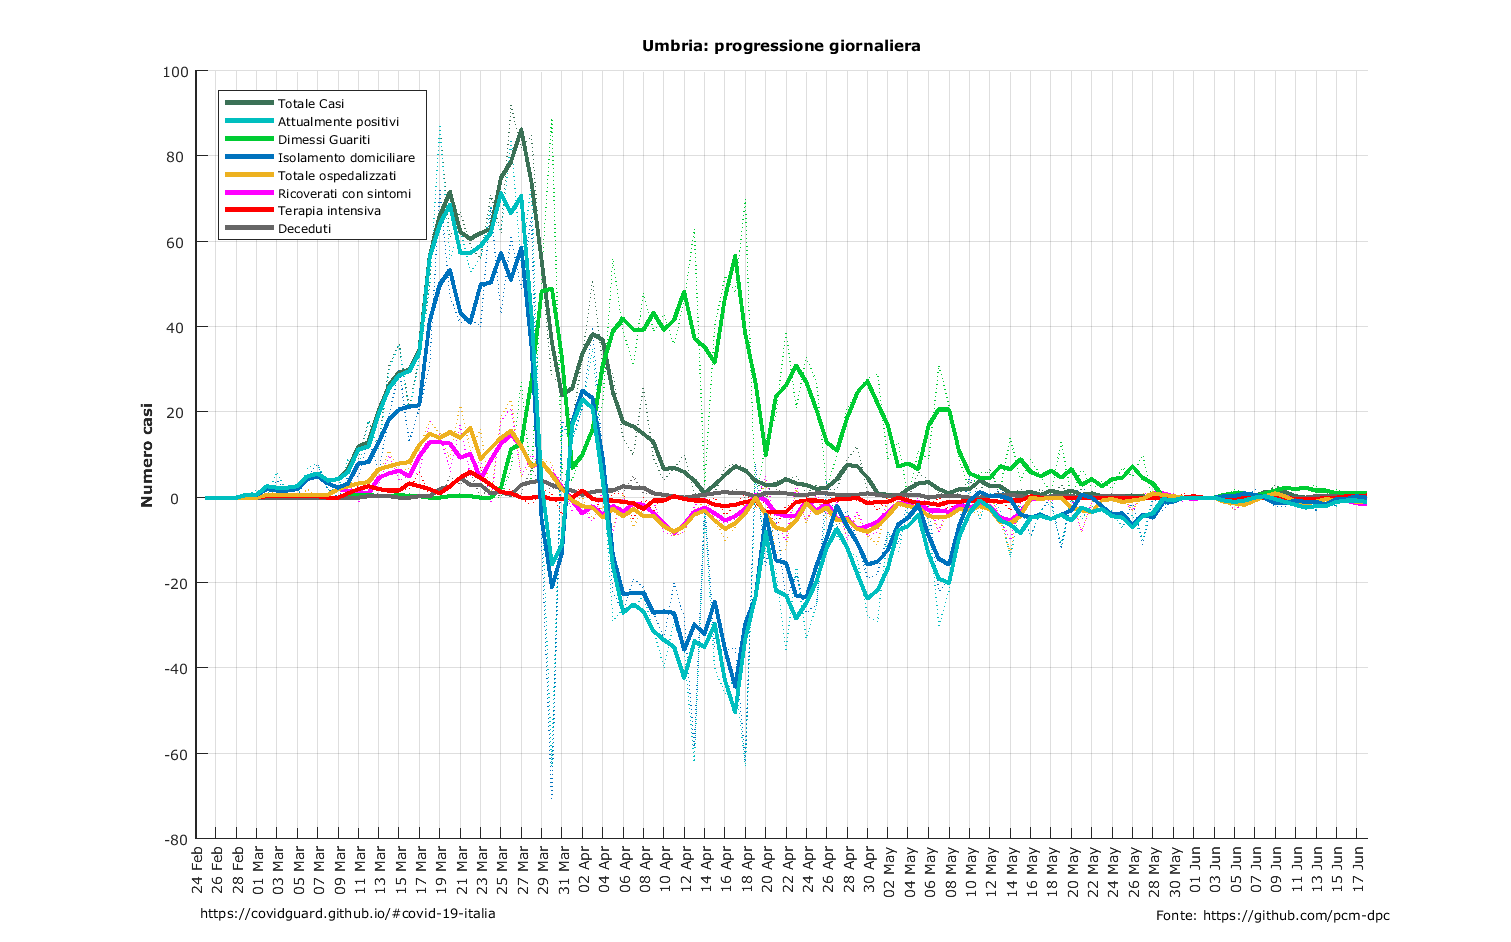 Umbria: progressione giornaliera
100
80
60
40
20
0
-20
-40
-60
-80
Numero casi
Totale Casi
Attualmente positivi
Dimessi Guariti
Isolamento domiciliare
Totale ospedalizzati
Ricoverati con sintomi
Terapia intensiva
Deceduti
24 Feb
26 Feb
28 Feb
01 Mar
03 Mar
05 Mar
07 Mar
09 Mar
11 Mar
13 Mar
15 Mar
17 Mar
19 Mar
21 Mar
23 Mar
25 Mar
27 Mar
29 Mar
31 Mar
02 Apr
04 Apr
06 Apr
08 Apr
10 Apr
12 Apr
14 Apr
16 Apr
18 Apr
20 Apr
22 Apr
24 Apr
26 Apr
28 Apr
30 Apr
02 May
04 May
06 May
08 May
10 May
12 May
14 May
16 May
18 May
20 May
22 May
24 May
26 May
28 May
30 May
01 Jun
03 Jun
05 Jun
07 Jun
09 Jun
11 Jun
13 Jun
15 Jun
17 Jun
https://covidguard.github.io/#covid-19-italia
Fonte: https://github.com/pcm-dpc